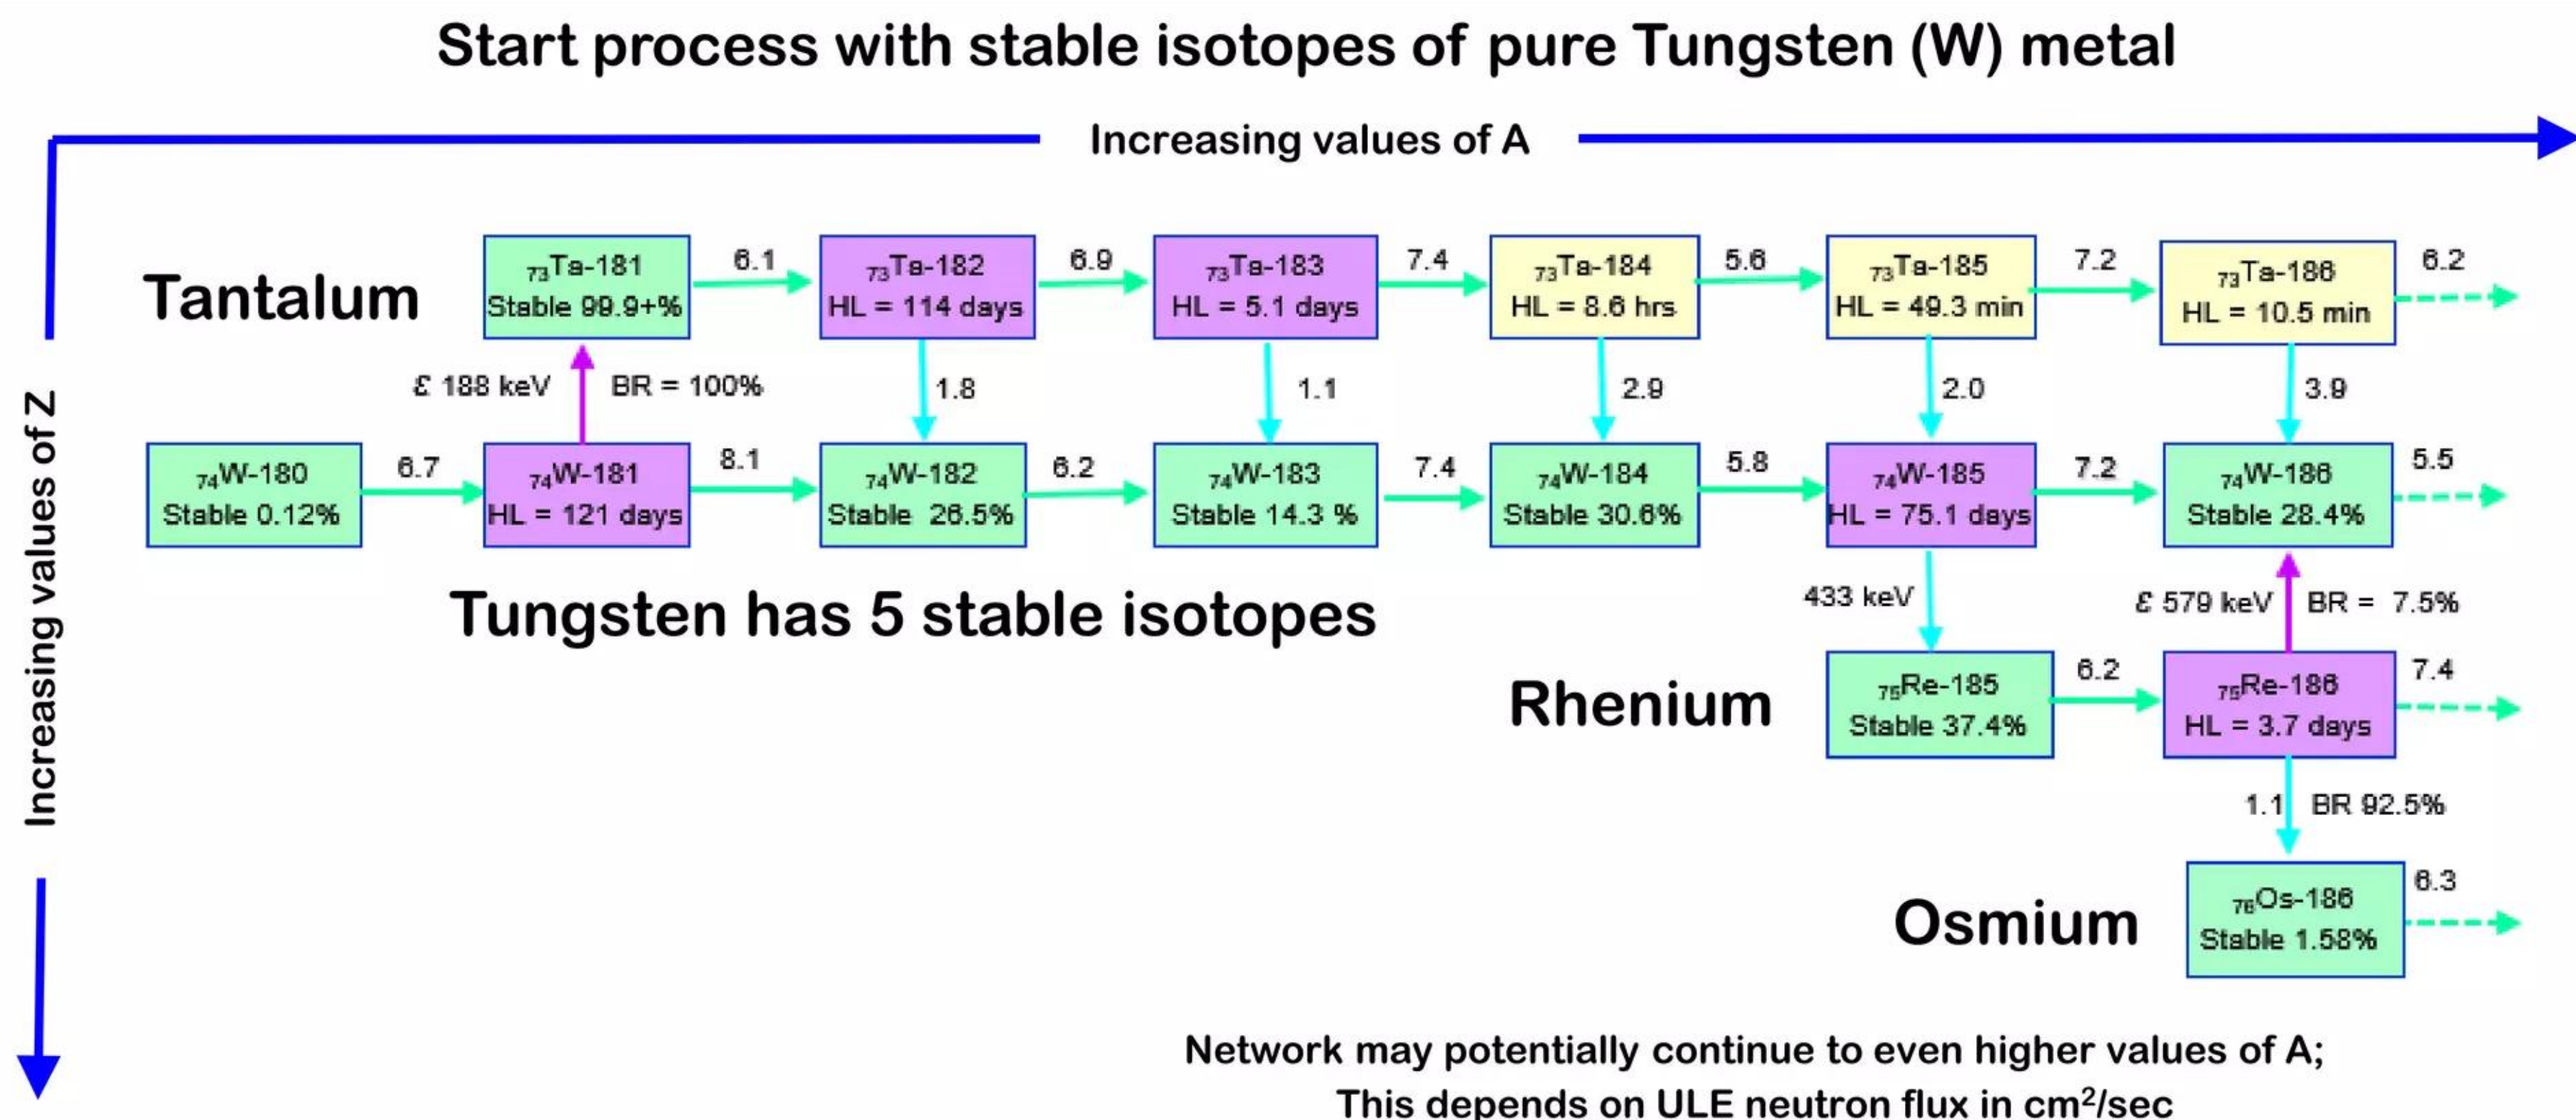 Start process with stable isotopes of pure Tungsten (W) metal
Increasing values of A
Increasing values of Z
Tantalum
₇₃Ta-181
Stable 99.9+%
6.1
₇₃Ta-182
HL = 114 days
6.9
₇₃Ta-183
HL = 5.1 days
7.4
₇₃Ta-184
HL = 8.6 hrs
5.6
₇₃Ta-185
HL = 49.3 min
7.2
₇₃Ta-186
HL = 10.5 min
6.2
£ 188 keV
BR = 100%
1.8
1.1
2.9
2.0
3.9
₇₄W-180
Stable 0.12%
6.7
₇₄W-181
HL = 121 days
8.1
₇₄W-182
Stable 26.5%
6.2
₇₄W-183
Stable 14.3 %
7.4
₇₄W-184
Stable 30.6%
5.8
₇₄W-185
HL = 75.1 days
7.2
₇₄W-186
Stable 28.4%
5.5
Tungsten has 5 stable isotopes
433 keV
£ 579 keV
BR = 7.5%
Rhenium
₇₅Re-185
Stable 37.4%
6.2
₇₅Re-186
HL = 3.7 days
7.4
1.1
BR 92.5%
Osmium
₇₆Os-186
Stable 1.58%
6.3
Network may potentially continue to even higher values of A;
This depends on ULE neutron flux in cm²/sec